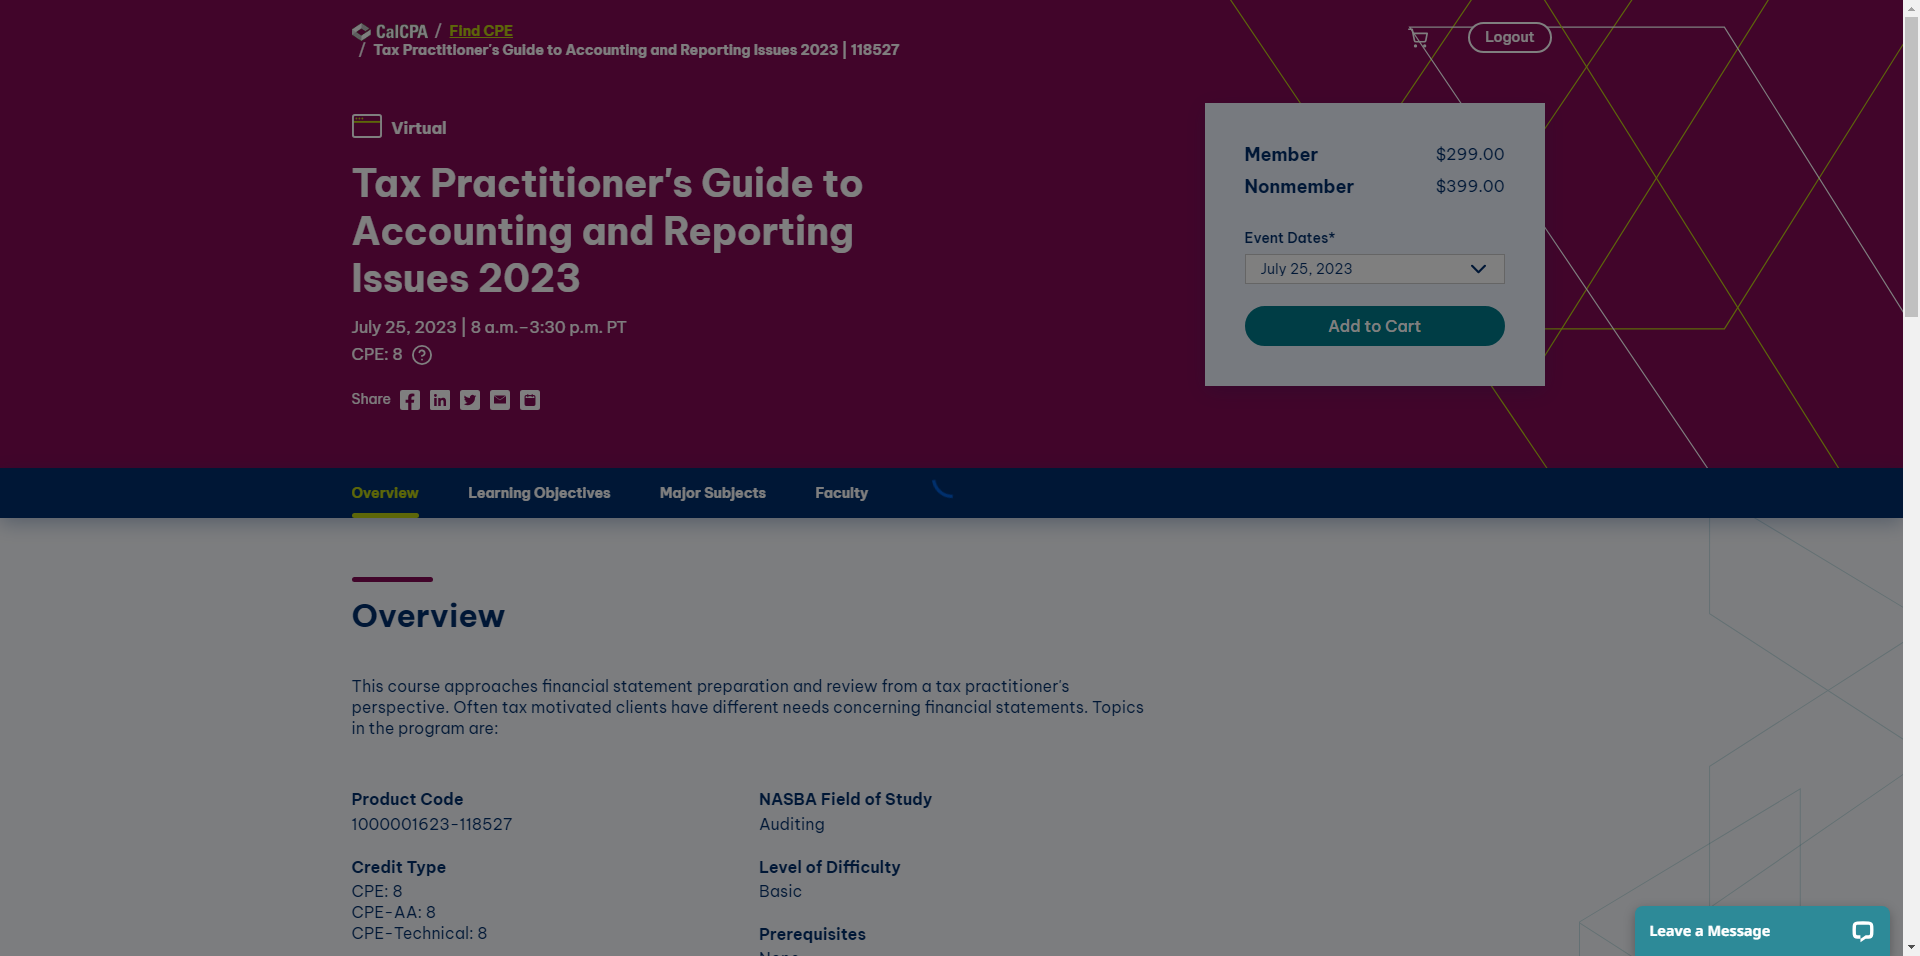 CalCPA / Find CPE
/ Tax Practitioner's Guide to Accounting and Reporting Issues 2023 | 118527
Logout
Virtual
Tax Practitioner's Guide to
Accounting and Reporting
Issues 2023
July 25, 2023 | 8 a.m.–3:30 p.m. PT
CPE: 8 ?
Share
Member $299.00
Nonmember $399.00
Event Dates*
July 25, 2023
Add to Cart
Overview Learning Objectives Major Subjects Faculty
Overview
This course approaches financial statement preparation and review from a tax practitioner's
perspective. Often tax motivated clients have different needs concerning financial statements. Topics
in the program are:
Product Code
1000001623-118527
Credit Type
CPE: 8
CPE-AA: 8
CPE-Technical: 8
NASBA Field of Study
Auditing
Level of Difficulty
Basic
Prerequisites
Leave a Message